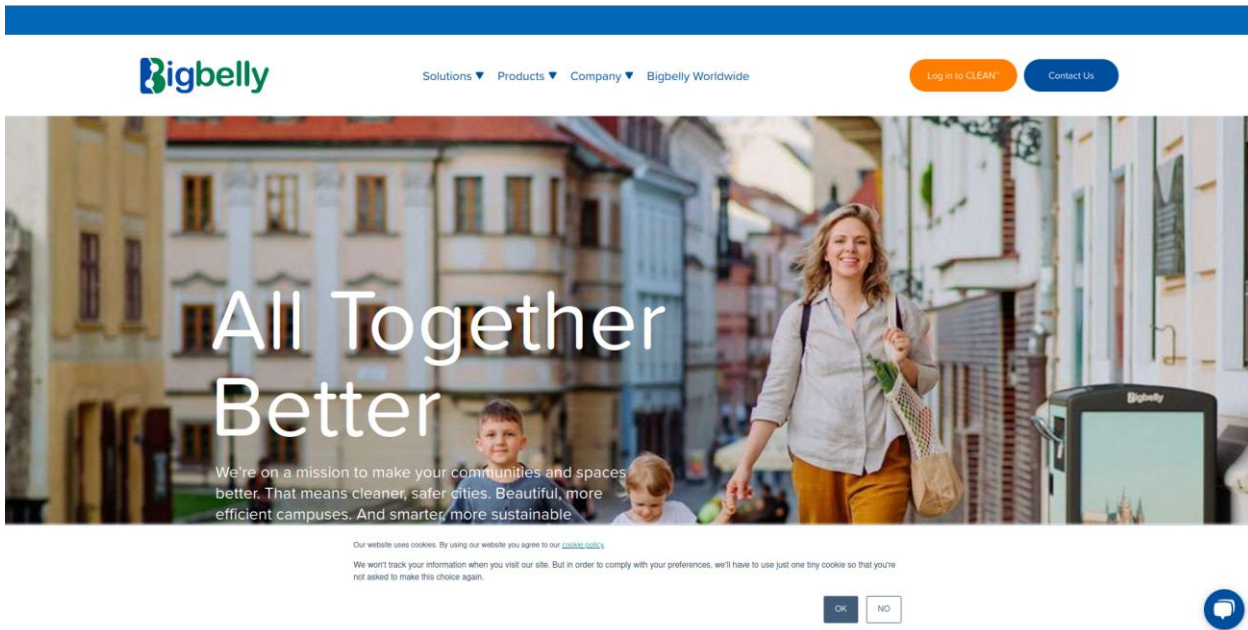 Bigbelly
Solutions ▼ Products ▼ Company ▼ Bigbelly Worldwide
Log in to CLEAN™
Contact Us
All Together
Better
We're on a mission to make your communities and spaces
better. That means cleaner, safer cities. Beautiful, more
efficient campuses. And smarter, more sustainable
Bigbelly
Our website uses cookies. By using our website you agree to our cookie policy.
We won't track your information when you visit our site. But in order to comply with your preferences, we'll have to use just one tiny cookie so that you're
not asked to make this choice again.
OK
NO